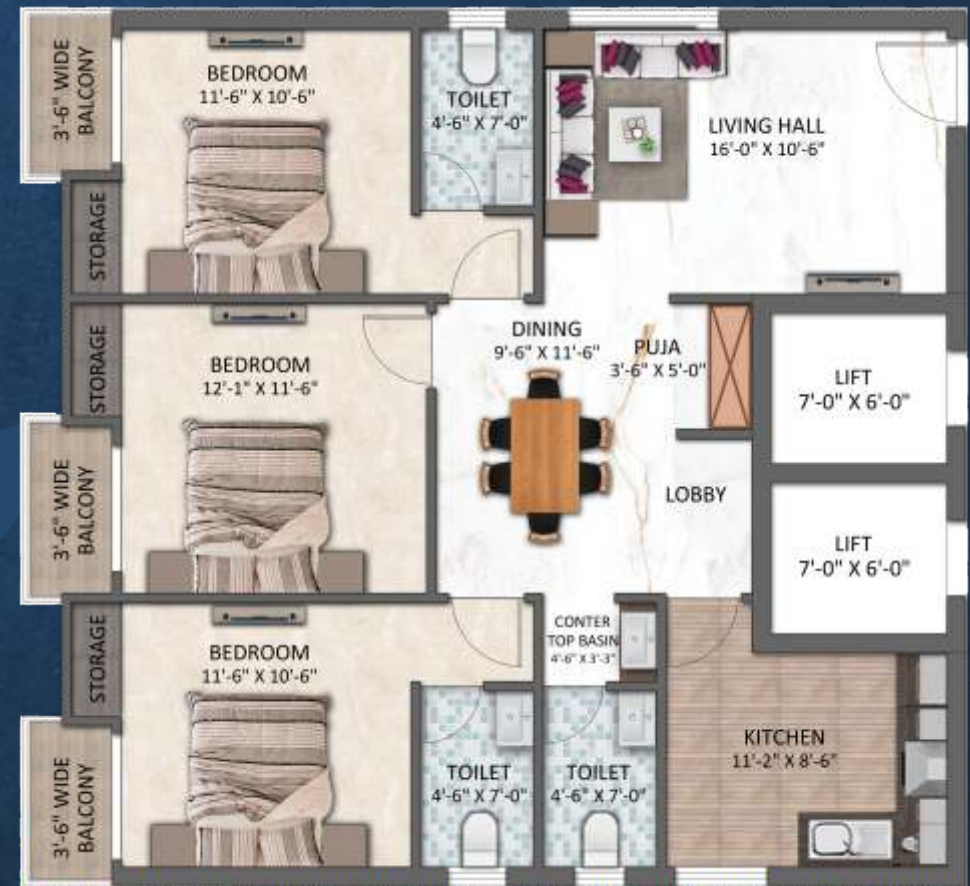 3'-6" WIDE
BALCONY
BEDROOM
11'-6" X 10'-6"
TOILET
4'-6" X 7'-0"
LIVING HALL
16'-0" X 10'-6"
STORAGE
STORAGE
BEDROOM
12'-1" X 11'-6"
DINING
9'-6" X 11'-6"
PUJA
3'-6" X 5'-0"
LIFT
7'-0" X 6'-0"
3'-6" WIDE
BALCONY
LOBBY
LIFT
7'-0" X 6'-0"
STORAGE
BEDROOM
11'-6" X 10'-6"
CONTER
TOP BASIN
4'-6" X 3'-3"
3'-6" WIDE
BALCONY
TOILET
4'-6" X 7'-0"
TOILET
4'-6" X 7'-0"
KITCHEN
11'-2" X 8'-6"